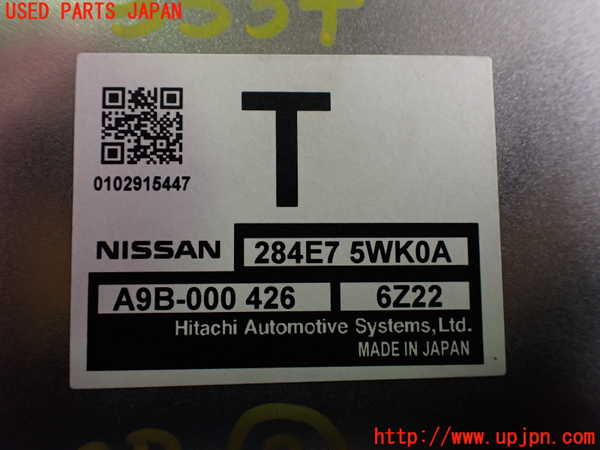 USED PARTS JAPAN
T
0102915447
NISSAN 284E7 5WK0A
A9B-000 426 6Z22
Hitachi Automotive Systems,Ltd.
MADE IN JAPAN
http://www.upjpn.com